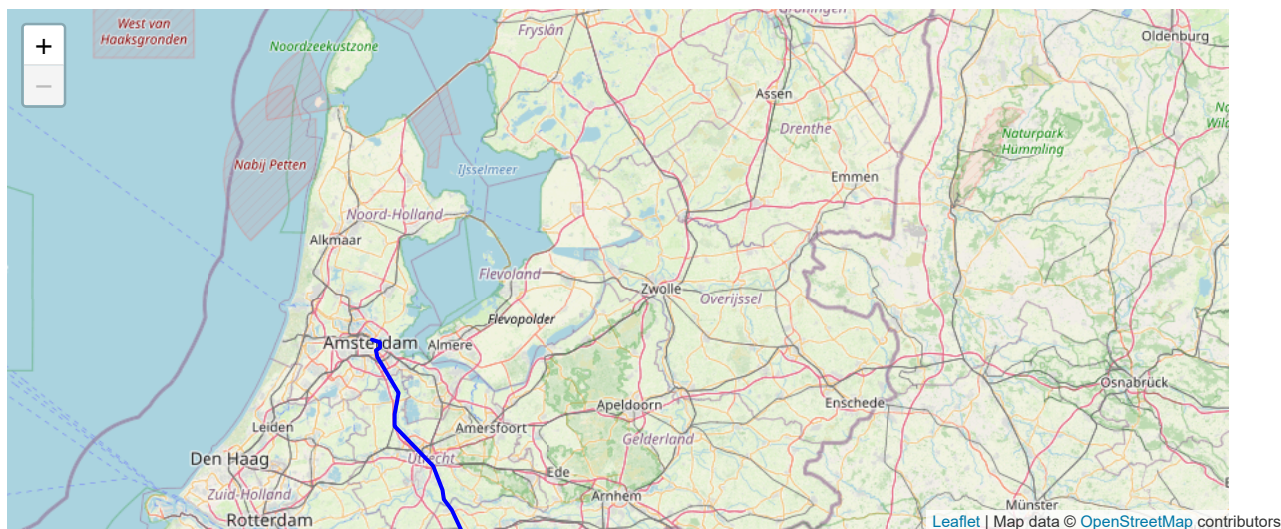 West van
Haaksgronden
+
−
Noordzeekustzone
Fryslân
Groningen
Oldenburg
Assen
Drenthe
Naturpark
Hümmling
Nabij Petten
IJsselmeer
Emmen
Noord-Holland
Alkmaar
Flevoland
Zwolle
Overijssel
Flevopolder
Amsterdam
Almere
Osnabrück
Apeldoorn
Enschede
Leiden
Amersfoort
Gelderland
Den Haag
Utrecht
Ede
Zuid-Holland
Arnhem
Münster
Rotterdam
Leaflet | Map data © OpenStreetMap contributors